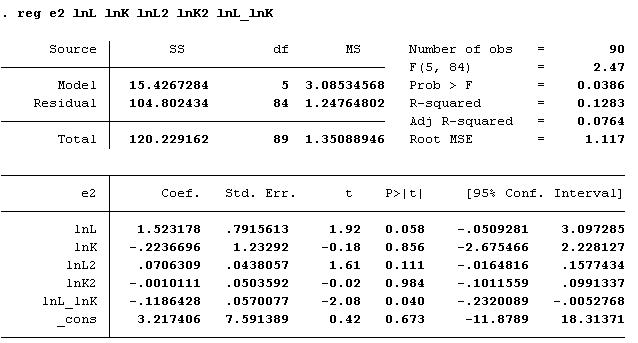 . reg e2 lnL lnK lnL2 lnK2 lnL_lnK
Source SS df MS Number of obs = 90
F(5, 84) = 2.47
Model 15.4267284 5 3.08534568 Prob > F = 0.0386
Residual 104.802434 84 1.24764802 R-squared = 0.1283
Adj R-squared = 0.0764
Total 120.229162 89 1.35088946 Root MSE = 1.117
e2 Coef. Std. Err. t P>|t| [95% Conf. Interval]
lnL 1.523178 .7915613 1.92 0.058 -.0509281 3.097285
lnK -.2236696 1.23292 -0.18 0.856 -2.675466 2.228127
lnL2 .0706309 .0438057 1.61 0.111 -.0164816 .1577434
lnK2 -.0010111 .0503592 -0.02 0.984 -.1011559 .0991337
lnL_lnK -.1186428 .0570077 -2.08 0.040 -.2320089 -.0052768
_cons 3.217406 7.591389 0.42 0.673 -11.8789 18.31371